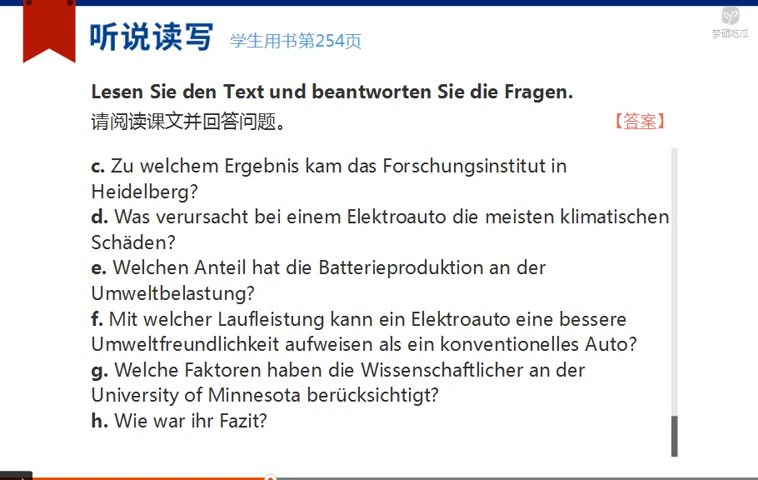 听说读写 学生用书第254页
梦硒吃瓜
Lesen Sie den Text und beantworten Sie die Fragen.
请阅读课文并回答问题。 【答案】
c. Zu welchem Ergebnis kam das Forschungsinstitut in
Heidelberg?
d. Was verursacht bei einem Elektroauto die meisten klimatischen
Schäden?
e. Welchen Anteil hat die Batterieproduktion an der
Umweltbelastung?
f. Mit welcher Laufleistung kann ein Elektroauto eine bessere
Umweltfreundlichkeit aufweisen als ein konventionelles Auto?
g. Welche Faktoren haben die Wissenschaftlicher an der
University of Minnesota berücksichtigt?
h. Wie war ihr Fazit?